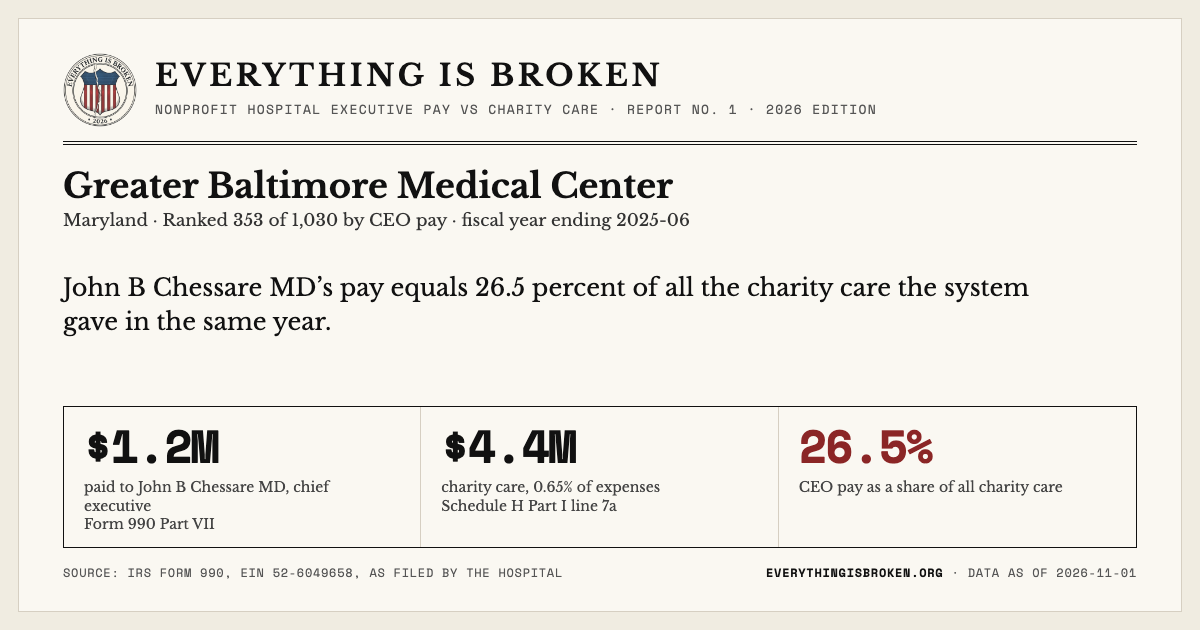 EVERYTHING IS BROKEN
· 2026 ·
EVERYTHING IS BROKEN
NONPROFIT HOSPITAL EXECUTIVE PAY VS CHARITY CARE · REPORT NO. 1 · 2026 EDITION
Greater Baltimore Medical Center
Maryland · Ranked 353 of 1,030 by CEO pay · fiscal year ending 2025-06
John B Chessare MD’s pay equals 26.5 percent of all the charity care the system
gave in the same year.
$1.2M
paid to John B Chessare MD, chief
executive
Form 990 Part VII
$4.4M
charity care, 0.65% of expenses
Schedule H Part I line 7a
26.5%
CEO pay as a share of all charity care
SOURCE: IRS FORM 990, EIN 52-6049658, AS FILED BY THE HOSPITAL
EVERYTHINGISBROKEN.ORG · DATA AS OF 2026-11-01